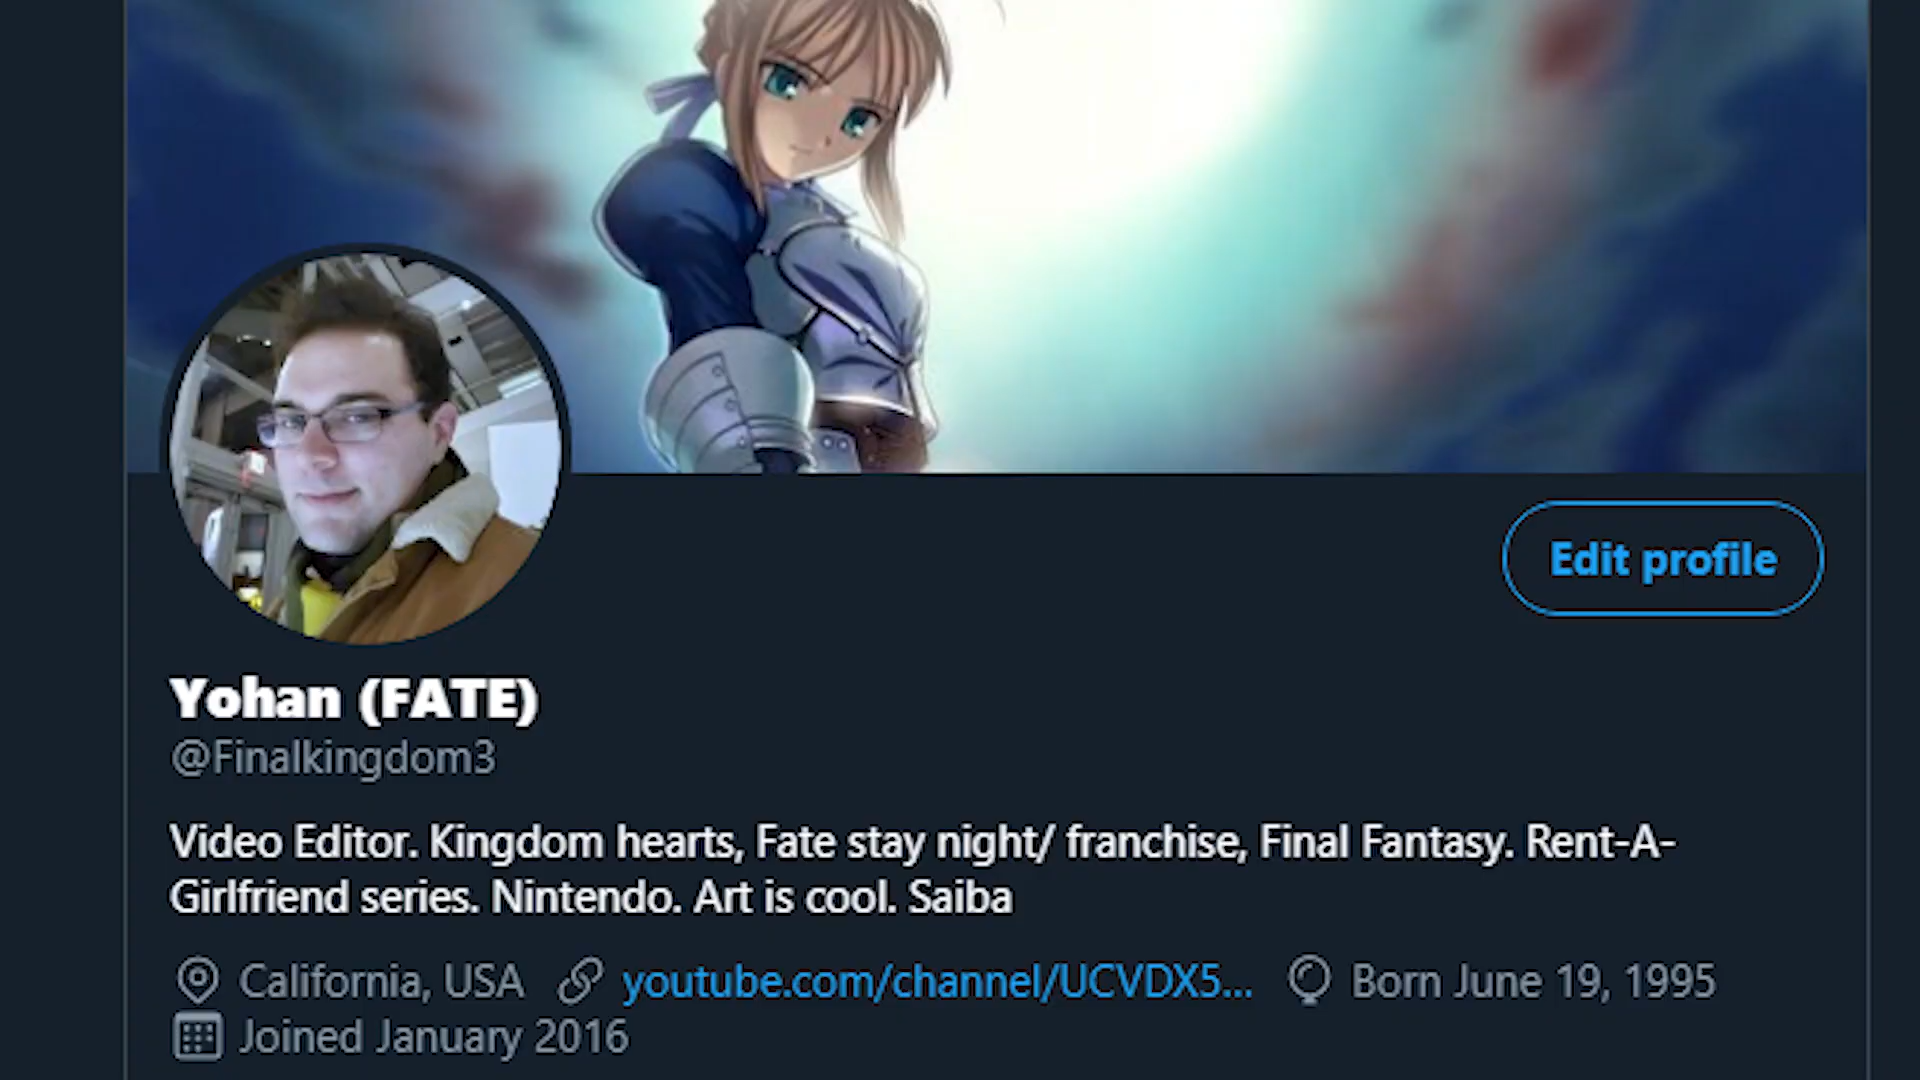 Edit profile
Yohan (FATE)
@Finalkingdom3
Video Editor. Kingdom hearts, Fate stay night/ franchise, Final Fantasy. Rent-A-
Girlfriend series. Nintendo. Art is cool. Saiba
California, USA youtube.com/channel/UCVDX5... Born June 19, 1995
Joined January 2016